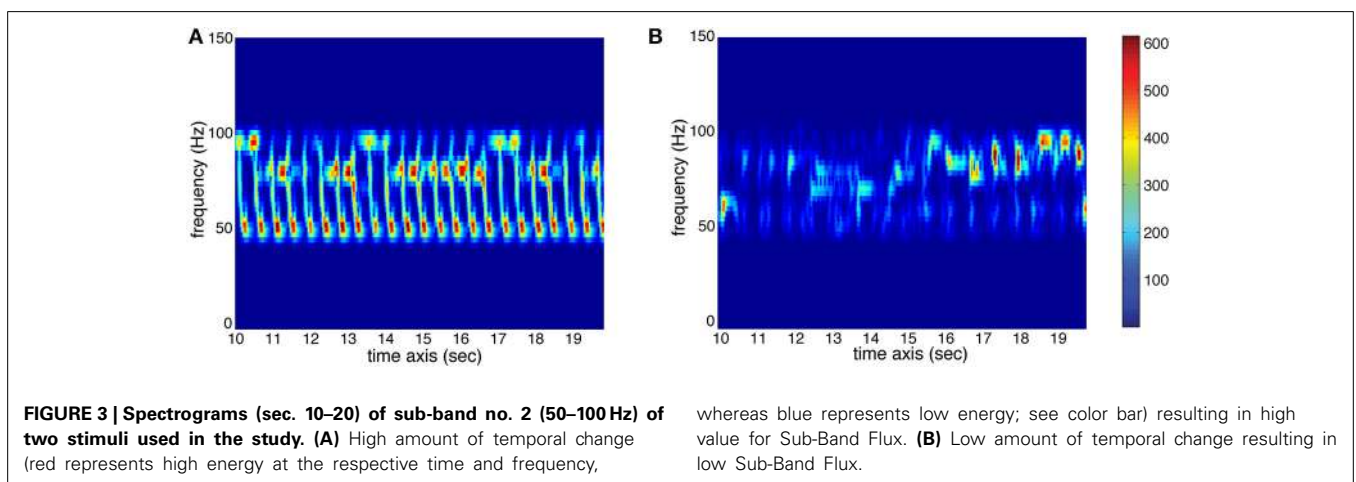 A
150
100
50
0
frequency (Hz)
10 11 12 13 14 15 16 17 18 19
time axis (sec)
B
150
100
50
0
frequency (Hz)
10 11 12 13 14 15 16 17 18 19
time axis (sec)
600
500
400
300
200
100
FIGURE 3 | Spectrograms (sec. 10–20) of sub-band no. 2 (50–100 Hz) of
two stimuli used in the study. (A) High amount of temporal change
(red represents high energy at the respective time and frequency,
whereas blue represents low energy; see color bar) resulting in high
value for Sub-Band Flux. (B) Low amount of temporal change resulting in
low Sub-Band Flux.